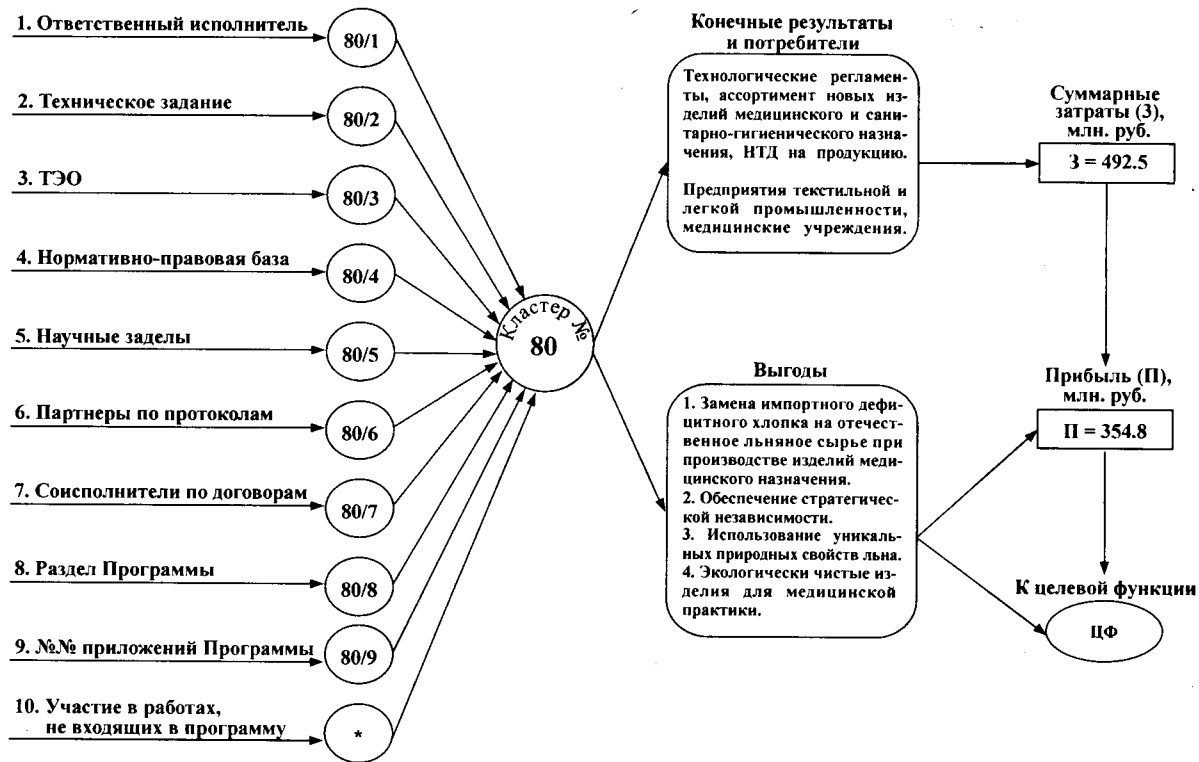 1. Ответственный исполнитель
80/1
2. Техническое задание
80/2
3. ТЭО
80/3
4. Нормативно-правовая база
80/4
5. Научные заделы
80/5
6. Партнеры по протоколам
80/6
7. Соисполнители по договорам
80/7
8. Раздел Программы
80/8
9. №№ приложений Программы
80/9
10. Участие в работах,
не входящих в программу
*
Кластер №
80
Конечные результаты
и потребители
Технологические регламен-
ты, ассортимент новых из-
делий медицинского и сани-
тарно-гигиенического назна-
чения, НТД на продукцию.
Предприятия текстильной и
легкой промышленности,
медицинские учреждения.
Выгоды
1. Замена импортного дефи-
цитного хлопка на отечест-
венное льняное сырье при
производстве изделий меди-
цинского назначения.
2. Обеспечение стратегичес-
кой независимости.
3. Использование уникаль-
ных природных свойств льна.
4. Экологически чистые из-
делия для медицинской
практики.
Суммарные
затраты (З),
млн. руб.
З = 492.5
Прибыль (П),
млн. руб.
П = 354.8
К целевой функции
ЦФ